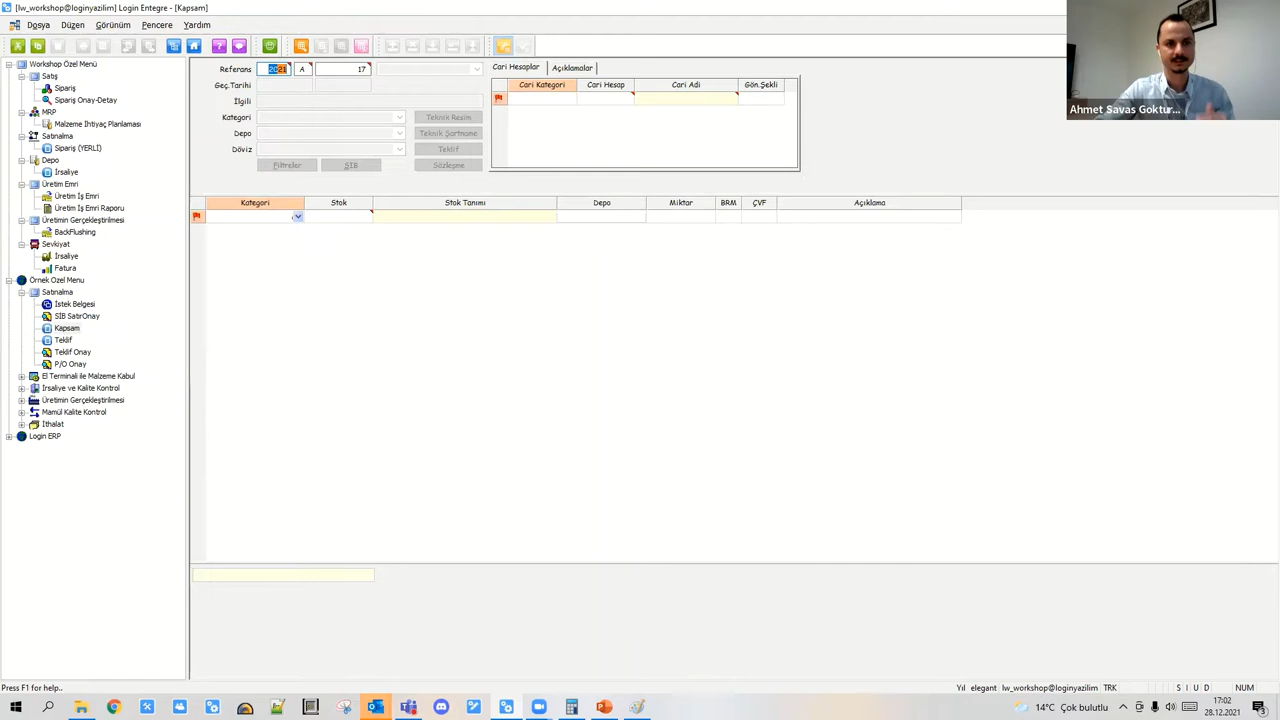 [lw_workshop@loginyazilim] Login Entegre - [Kapsam]
Dosya Düzen Görünüm Pencere Yardım
Workshop Özel Menü
Satış
Sipariş
Sipariş Onay-Detay
MRP
Malzeme İhtiyaç Planlaması
Satınalma
Sipariş (YERLİ)
Depo
İrsaliye
Üretim Emri
Üretim İş Emri
Üretim İş Emri Raporu
Üretimin Gerçekleştirilmesi
BackFlushing
Sevkiyat
İrsaliye
Fatura
Örnek Özel Menu
Satınalma
İstek Belgesi
SİB SatırOnay
Kapsam
Teklif
Teklif Onay
P/O Onay
El Terminali ile Malzeme Kabul
İrsaliye ve Kalite Kontrol
Üretimin Gerçekleştirilmesi
Mamül Kalite Kontrol
İthalat
Login ERP
Referans 2021 A 17
Geç.Tarihi
İlgili
Kategori Teknik Resim
Depo Teknik Şartname
Döviz Teklif
Filtreler SİB Sözleşme
Cari Hesaplar Açıklamalar
Cari Kategori Cari Hesap Cari Adi Gön.Şekli
Kategori Stok Stok Tanımı Depo Miktar BRM ÇVF Açıklama
Ahmet Savas Goktur...
Press F1 for help.. Yıl elegant lw_workshop@loginyazilim TRK S I U D NUM
14°C Çok bulutlu 17:02
28.12.2021